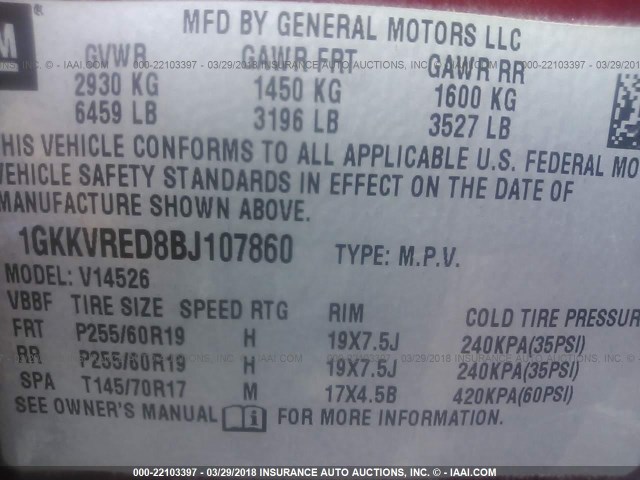 GM
®
MFD BY GENERAL MOTORS LLC
GVWR GAWR FRT GAWR RR
2930 KG 1450 KG 1600 KG
6459 LB 3196 LB 3527 LB
THIS VEHICLE CONFORMS TO ALL APPLICABLE U.S. FEDERAL MO
VEHICLE SAFETY STANDARDS IN EFFECT ON THE DATE OF
MANUFACTURE SHOWN ABOVE.
1GKKVRED8BJ107860 TYPE: M.P.V.
MODEL: V14526
VBBF TIRE SIZE SPEED RTG RIM COLD TIRE PRESSUR
FRT P255/60R19 H 19X7.5J 240KPA(35PSI)
RR P255/60R19 H 19X7.5J 240KPA(35PSI)
SPA T145/70R17 M 17X4.5B 420KPA(60PSI)
SEE OWNER'S MANUAL i FOR MORE INFORMATION.
000-22103397 - 03/29/2018 INSURANCE AUTO AUCTIONS, INC. - © IAAI.COM